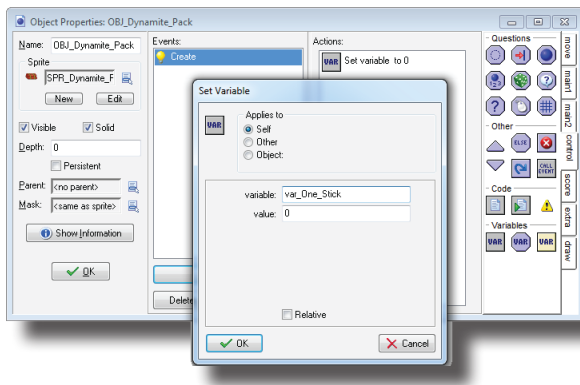 Object Properties: OBJ_Dynamite_Pack
Name: OBJ_Dynamite_Pack
Sprite
SPR_Dynamite_F
New Edit
Visible Solid
Depth: 0
Persistent
Parent: <no parent>
Mask: <same as sprite>
Show Information
OK
Events:
Create
Delete
Actions:
VAR Set variable to 0
Set Variable
VAR
Applies to
Self
Other
Object:
variable: var_One_Stick
value: 0
Relative
OK Cancel
Questions
Other
ELSE
CALL EVENT
Code
Variables
VAR VAR VAR
move
main1
main2
control
score
extra
draw